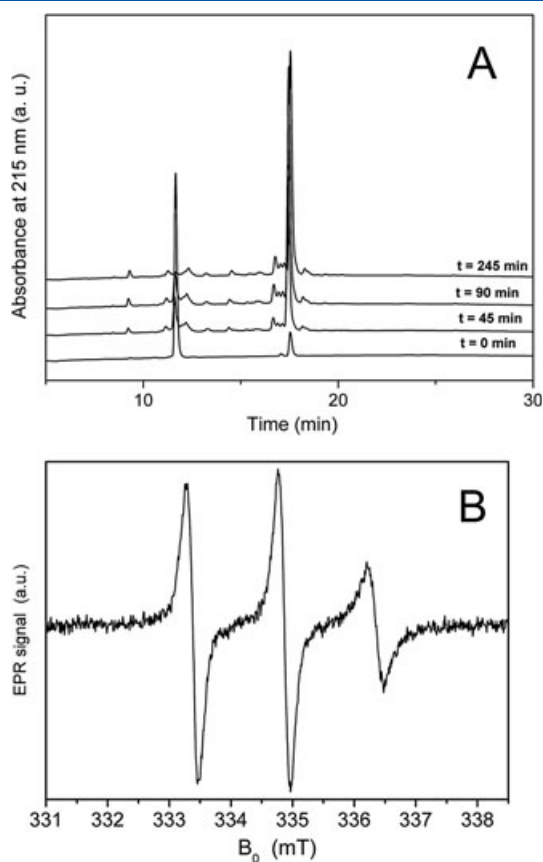 A
Absorbance at 215 nm (a. u.)
t = 245 min
t = 90 min
t = 45 min
t = 0 min
10
20
30
Time (min)
B
EPR signal (a.u.)
331
332
333
334
335
336
337
338
B₀ (mT)